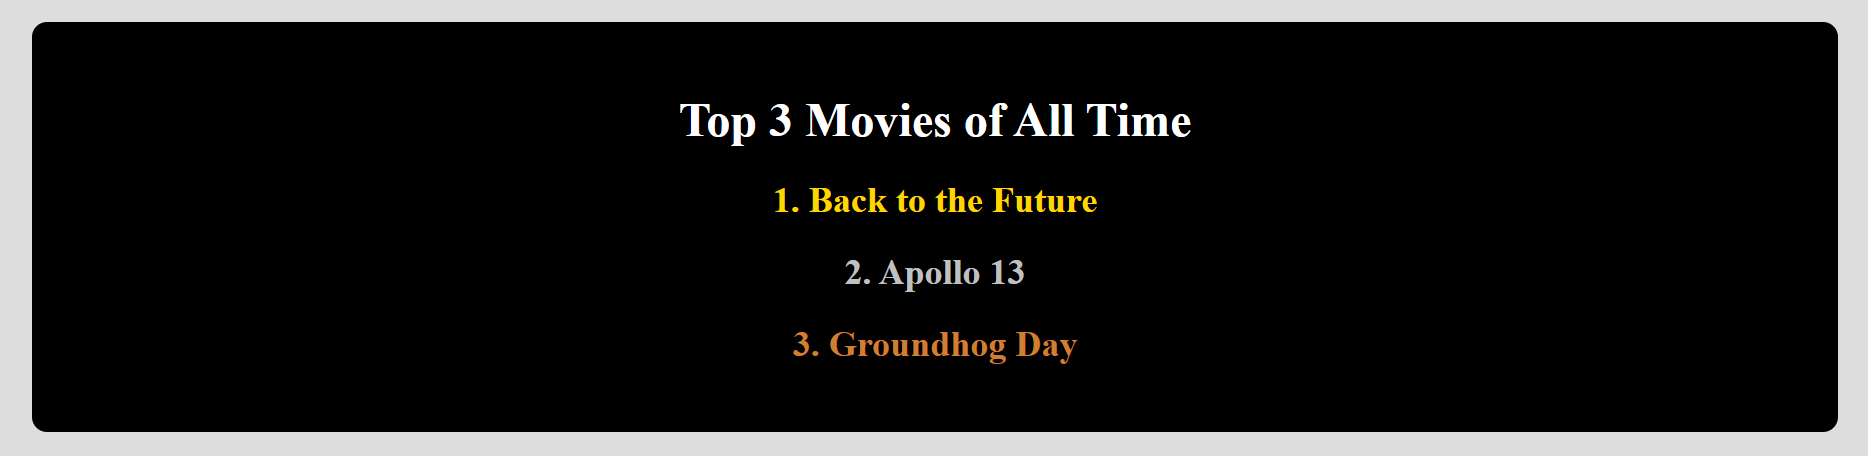 Top 3 Movies of All Time
1. Back to the Future
2. Apollo 13
3. Groundhog Day